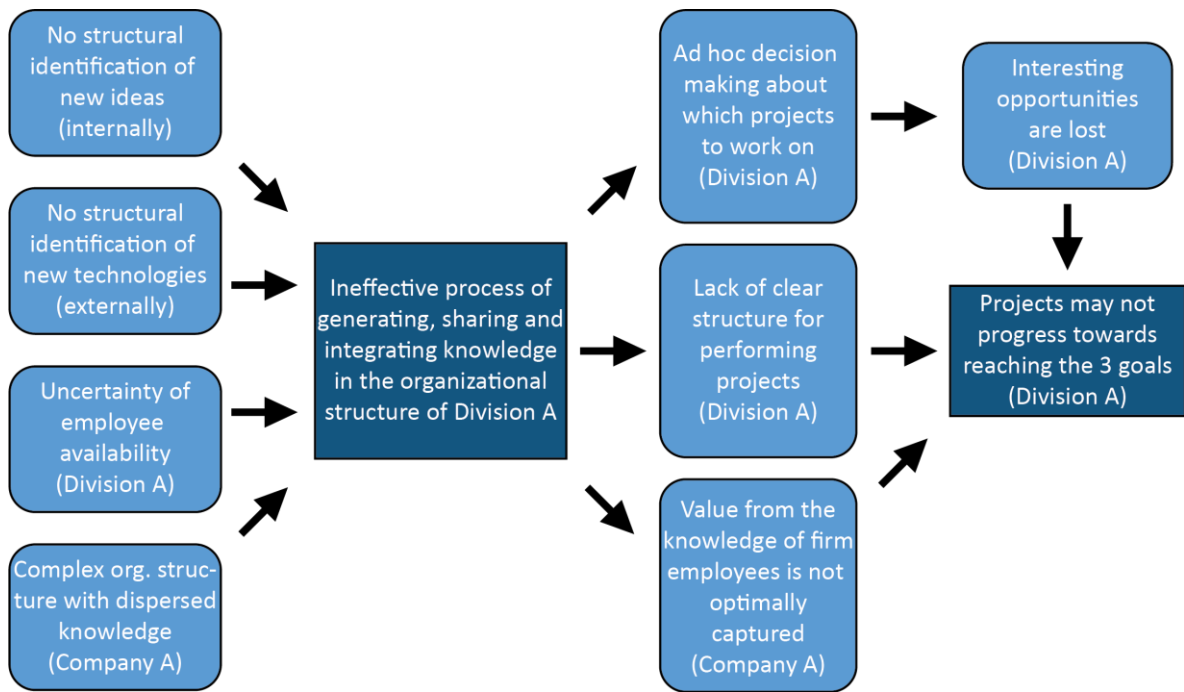 No structural
identification of
new ideas
(internally)
No structural
identification of
new technologies
(externally)
Uncertainty of
employee
availability
(Division A)
Complex org. struc-
ture with dispersed
knowledge
(Company A)
Ineffective process of
generating, sharing and
integrating knowledge
in the organizational
structure of Division A
Ad hoc decision
making about
which projects
to work on
(Division A)
Lack of clear
structure for
performing
projects
(Division A)
Value from the
knowledge of firm
employees is not
optimally
captured
(Company A)
Interesting
opportunities
are lost
(Division A)
Projects may not
progress towards
reaching the 3 goals
(Division A)